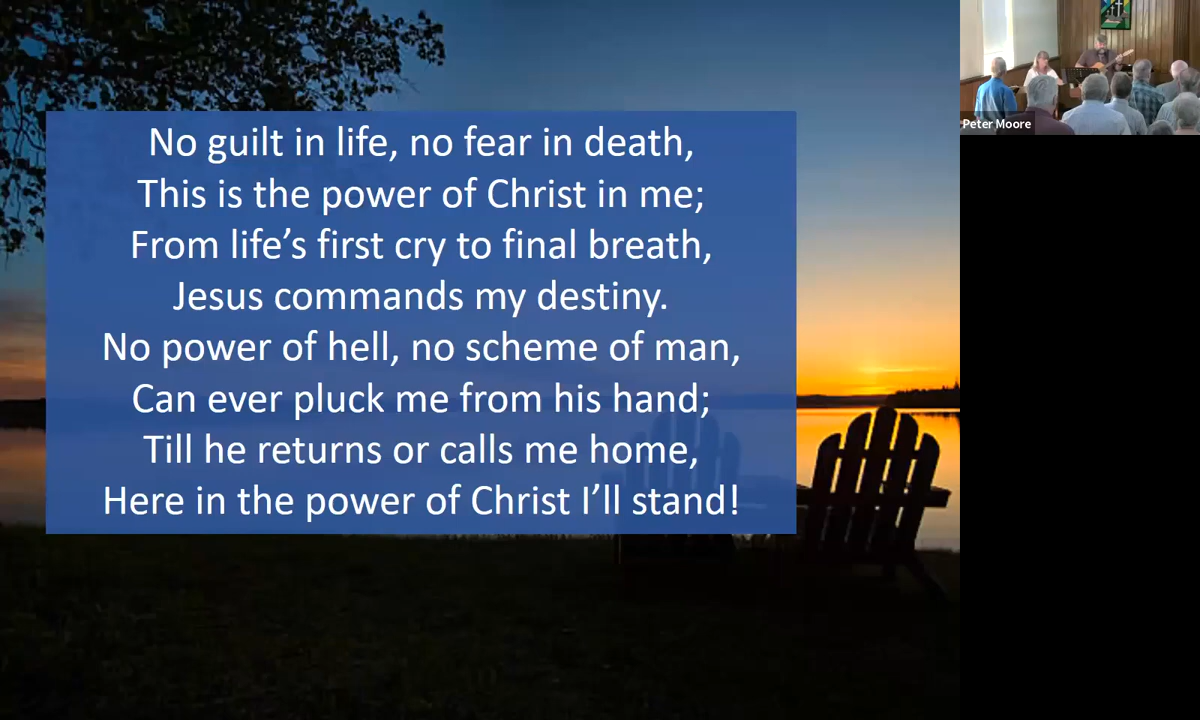 No guilt in life, no fear in death,
This is the power of Christ in me;
From life’s first cry to final breath,
Jesus commands my destiny.
No power of hell, no scheme of man,
Can ever pluck me from his hand;
Till he returns or calls me home,
Here in the power of Christ I’ll stand!
Peter Moore